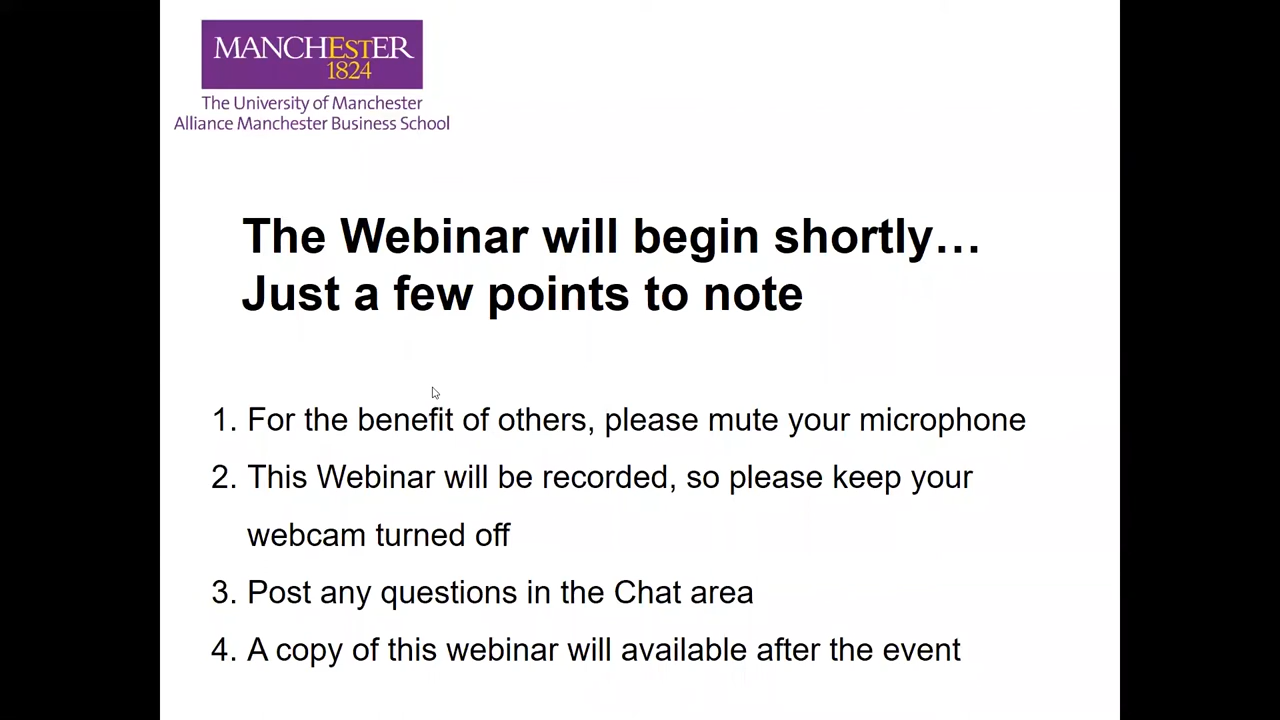 MANCHESTER
1824
The University of Manchester
Alliance Manchester Business School
The Webinar will begin shortly…
Just a few points to note
1. For the benefit of others, please mute your microphone
2. This Webinar will be recorded, so please keep your
webcam turned off
3. Post any questions in the Chat area
4. A copy of this webinar will available after the event